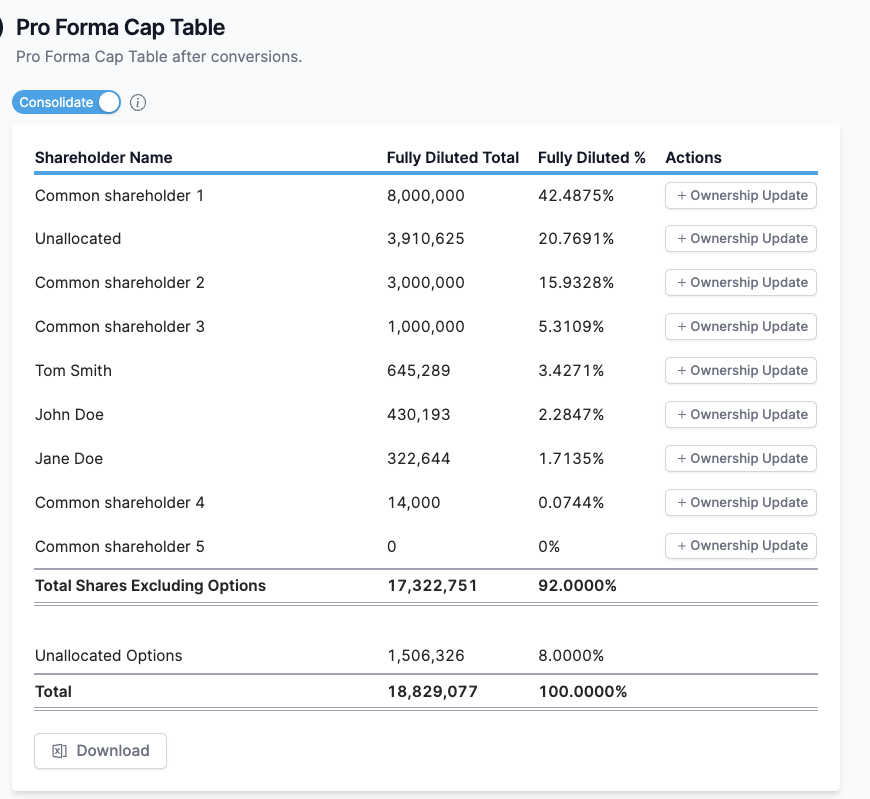 Pro Forma Cap Table
Pro Forma Cap Table after conversions.
Consolidate
Shareholder Name Fully Diluted Total Fully Diluted % Actions
Common shareholder 1 8,000,000 42.4875% + Ownership Update
Unallocated 3,910,625 20.7691% + Ownership Update
Common shareholder 2 3,000,000 15.9328% + Ownership Update
Common shareholder 3 1,000,000 5.3109% + Ownership Update
Tom Smith 645,289 3.4271% + Ownership Update
John Doe 430,193 2.2847% + Ownership Update
Jane Doe 322,644 1.7135% + Ownership Update
Common shareholder 4 14,000 0.0744% + Ownership Update
Common shareholder 5 0 0% + Ownership Update
Total Shares Excluding Options 17,322,751 92.0000%
Unallocated Options 1,506,326 8.0000%
Total 18,829,077 100.0000%
Download